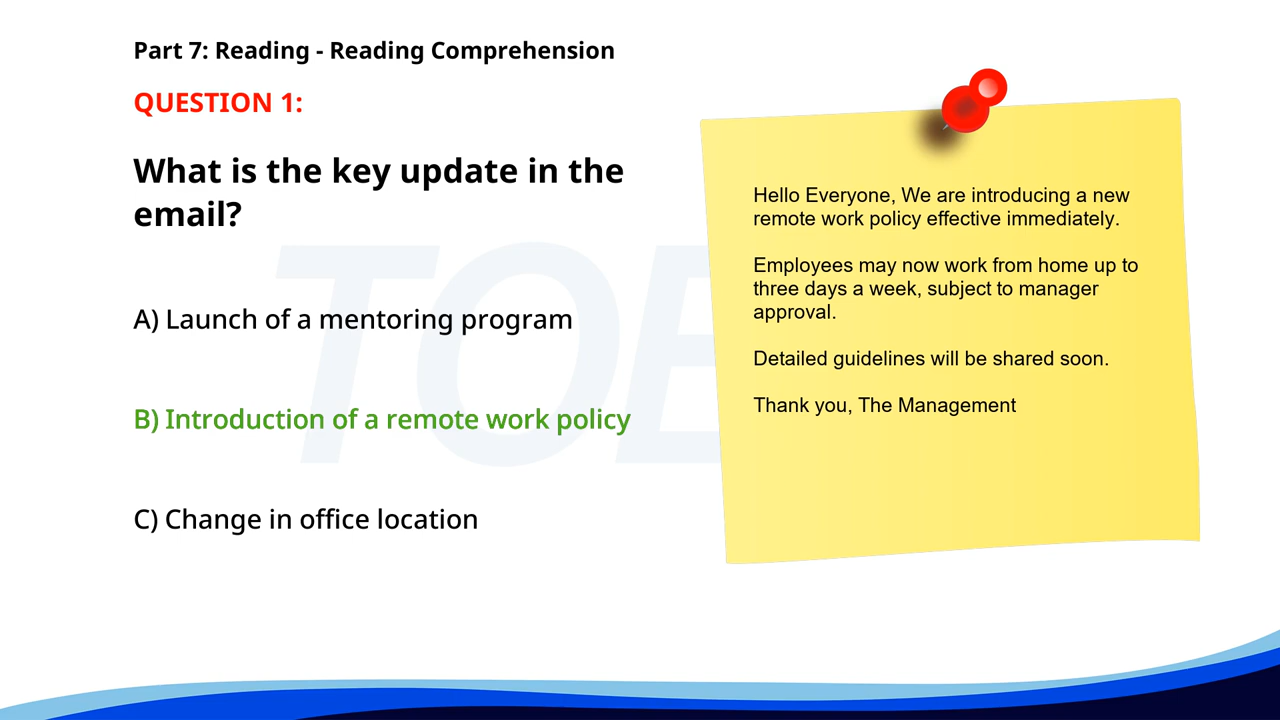 Part 7: Reading - Reading Comprehension
QUESTION 1:
What is the key update in the
email?
A) Launch of a mentoring program
B) Introduction of a remote work policy
C) Change in office location
Hello Everyone, We are introducing a new
remote work policy effective immediately.
Employees may now work from home up to
three days a week, subject to manager
approval.
Detailed guidelines will be shared soon.
Thank you, The Management